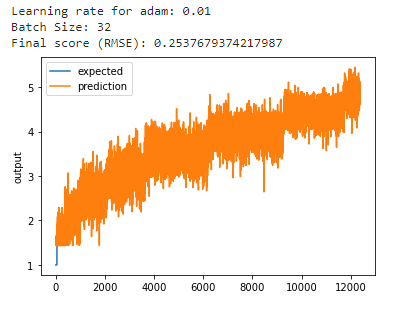 Learning rate for adam: 0.01
Batch Size: 32
Final score (RMSE): 0.2537679374217987
expected
prediction
output
5
4
3
2
1
0 2000 4000 6000 8000 10000 12000